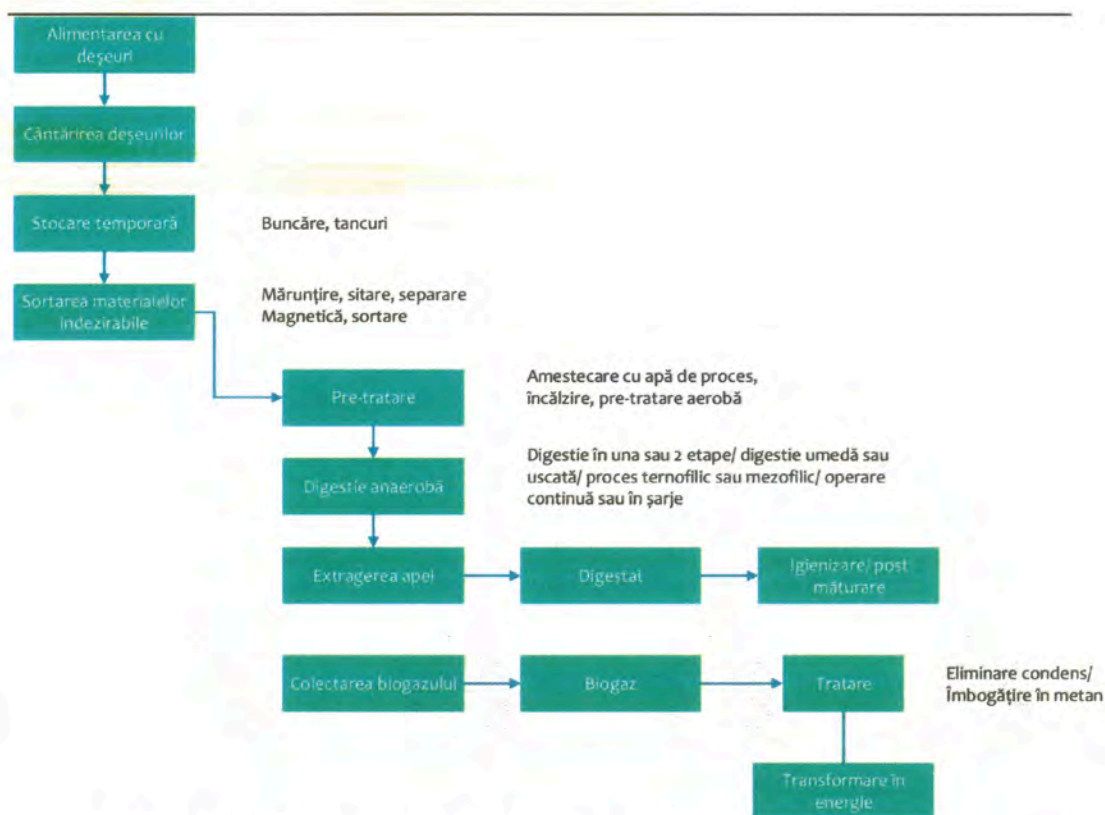 Alimentarea cu
deșeuri
Cântărirea deșeurilor
Stocare temporară
Buncăre, tancuri
Sortarea materialelor
indezirabile
Mărunțire, sitare, separare
Magnetică, sortare
Pre-tratare
Amestecare cu apă de proces,
încălzire, pre-tratare aerobă
Digestie anaerobă
Digestie în una sau 2 etape/ digestie umedă sau
uscată/ proces ternofilic sau mezofilic/ operare
continuă sau în șarje
Extragerea apei
Digestat
Igienizare/ post
măturare
Colectarea biogazului
Biogaz
Tratare
Eliminare condens/
Îmbogățire în metan
Transformare în
energie